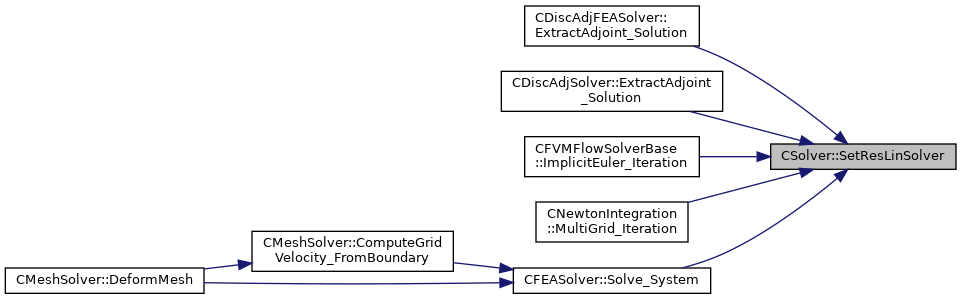 CDiscAdjFEASolver::
ExtractAdjoint_Solution
CDiscAdjSolver::ExtractAdjoint
_Solution
CFVMFlowSolverBase
::ImplicitEuler_Iteration
CSolver::SetResLinSolver
CNewtonIntegration
::MultiGrid_Iteration
CMeshSolver::ComputeGrid
Velocity_FromBoundary
CMeshSolver::DeformMesh
CFEASolver::Solve_System